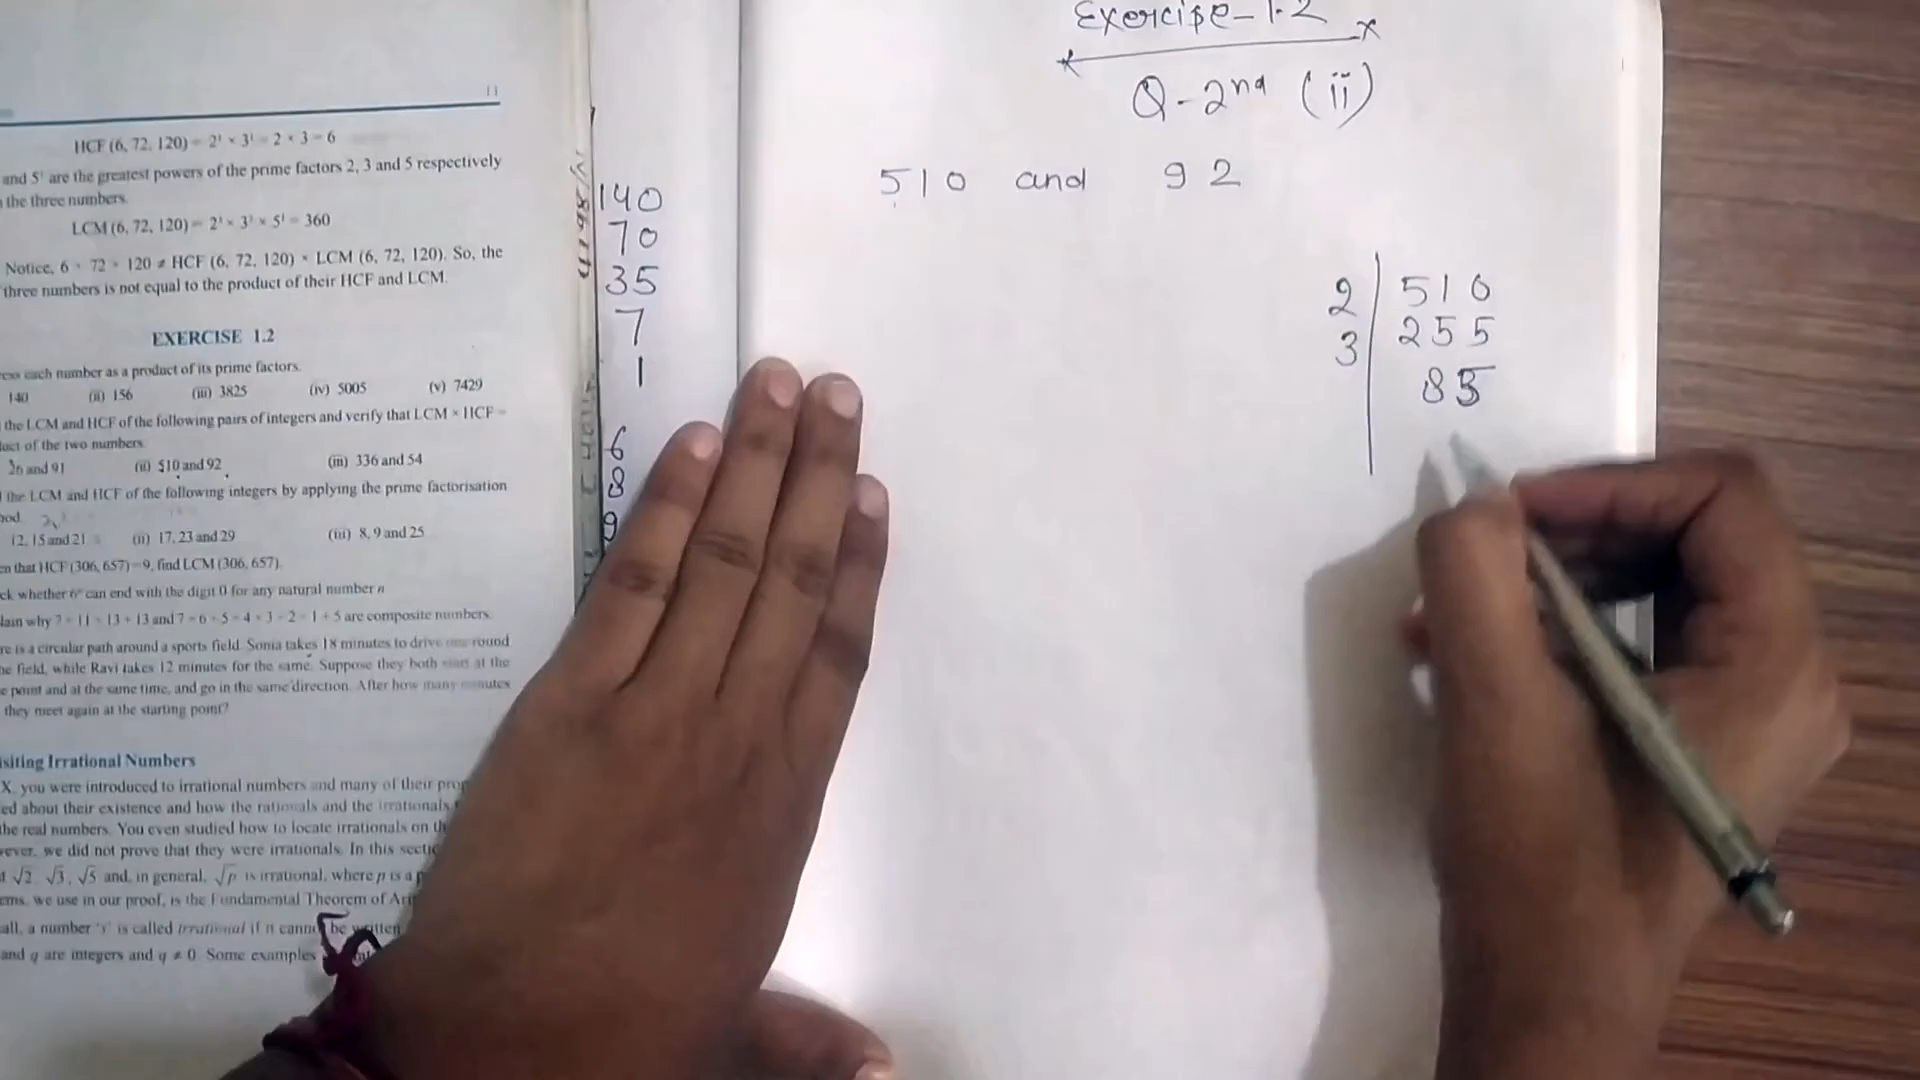 11
HCF (6, 72, 120) = 2¹ × 3¹ = 2 × 3 = 6
and 5¹ are the greatest powers of the prime factors 2, 3 and 5 respectively
the three numbers.
LCM (6, 72, 120) = 2³ × 3² × 5¹ = 360
Notice, 6 × 72 × 120 ≠ HCF (6, 72, 120) × LCM (6, 72, 120). So, the
three numbers is not equal to the product of their HCF and LCM.
EXERCISE 1.2
each number as a product of its prime factors.
140 (ii) 156 (iii) 3825 (iv) 5005 (v) 7429
the LCM and HCF of the following pairs of integers and verify that LCM × HCF =
of the two numbers.
26 and 91 (ii) 510 and 92 (iii) 336 and 54
the LCM and HCF of the following integers by applying the prime factorisation
12, 15 and 21 (ii) 17, 23 and 29 (iii) 8, 9 and 25
that HCF (306, 657) = 9, find LCM (306, 657).
whether 6ⁿ can end with the digit 0 for any natural number n
why 7 × 11 × 13 + 13 and 7 × 6 × 5 × 4 × 3 × 2 × 1 + 5 are composite numbers.
is a circular path around a sports field. Sonia takes 18 minutes to drive one round
field, while Ravi takes 12 minutes for the same. Suppose they both start at the
point and at the same time, and go in the same direction. After how many minutes
they meet again at the starting point?
Irrational Numbers
X, you were introduced to irrational numbers and many of their
about their existence and how the rationals and the irrationals
the real numbers. You even studied how to locate irrationals on
we did not prove that they were irrationals. In this
√2, √3, √5 and, in general, √p is irrational, where p is a
we use in our proof, is the Fundamental Theorem of
a number 's' is called irrational if it cannot be written
and q are integers and q ≠ 0. Some examples
140
70
35
7
1
6
8
9
Exercise-1.2
Q-2nd (ii)
510 and 92
2 510
3 255
85